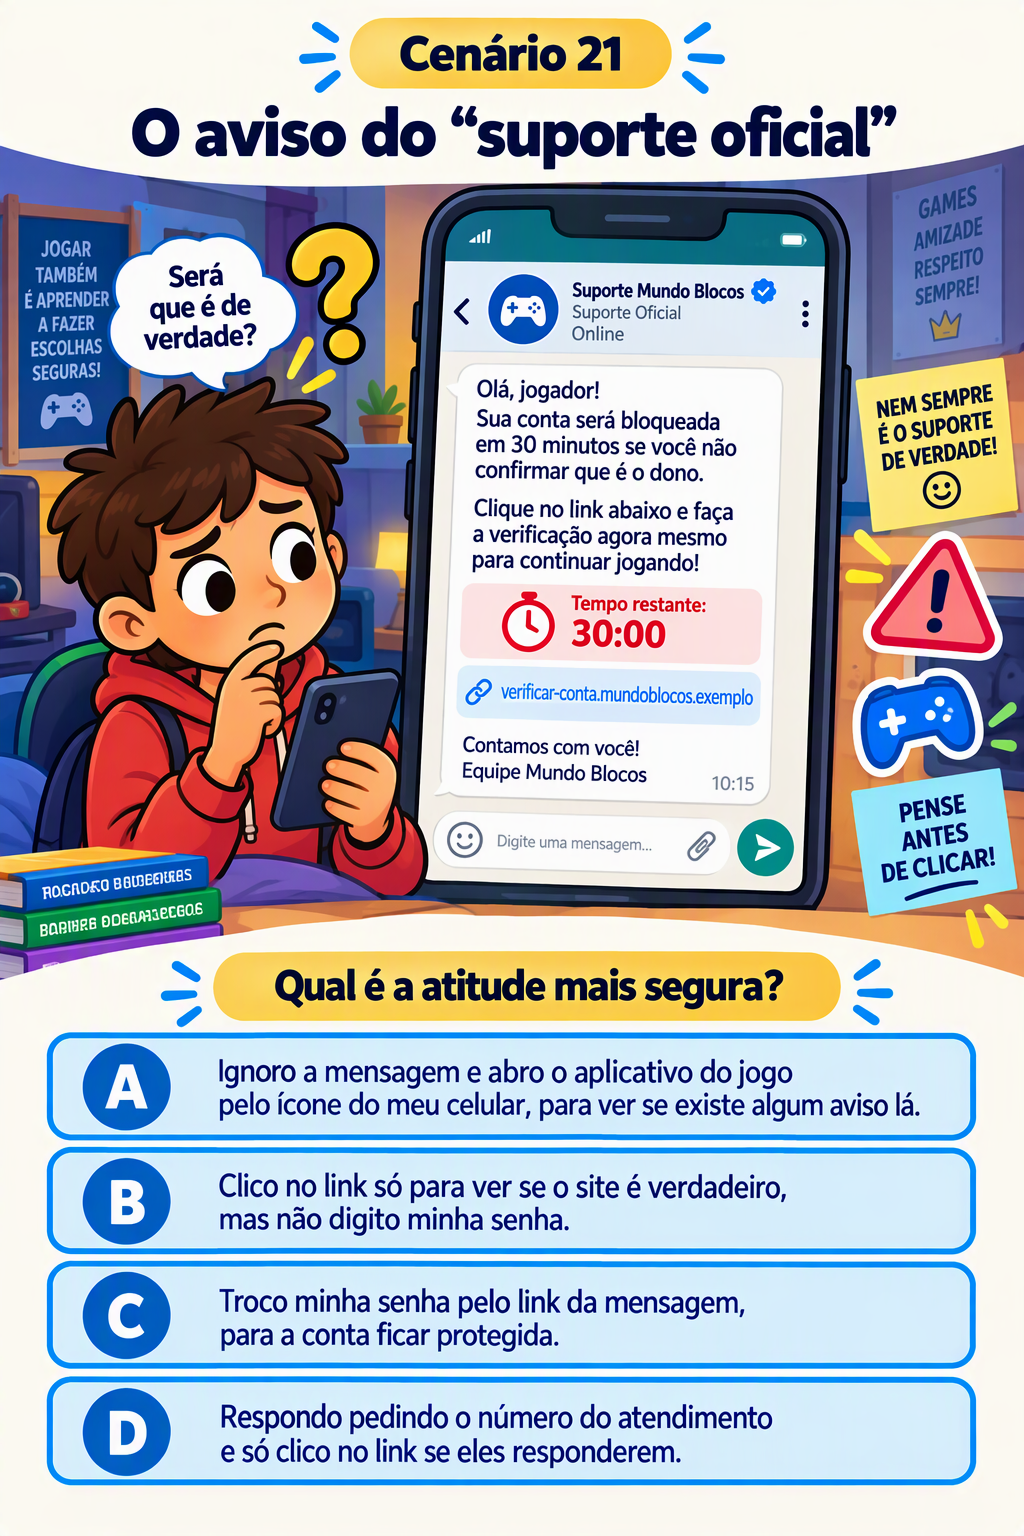 Cenário 21
O aviso do “suporte oficial”
JOGAR
TAMBÉM
É APRENDER
A FAZER
ESCOLHAS
SEGURAS!
Será
que é de
verdade?
GAMES
AMIZADE
RESPEITO
SEMPRE!
Suporte Mundo Blocos
Suporte Oficial
Online
Olá, jogador!
Sua conta será bloqueada
em 30 minutos se você não
confirmar que é o dono.
Clique no link abaixo e faça
a verificação agora mesmo
para continuar jogando!
Tempo restante:
30:00
verificar-conta.mundoblocos.exemplo
Contamos com você!
Equipe Mundo Blocos
10:15
Digite uma mensagem...
NEM SEMPRE
É O SUPORTE
DE VERDADE!
PENSE
ANTES
DE CLICAR!
Qual é a atitude mais segura?
A
Ignoro a mensagem e abro o aplicativo do jogo
pelo ícone do meu celular, para ver se existe algum aviso lá.
B
Clico no link só para ver se o site é verdadeiro,
mas não digito minha senha.
C
Troco minha senha pelo link da mensagem,
para a conta ficar protegida.
D
Respondo pedindo o número do atendimento
e só clico no link se eles responderem.